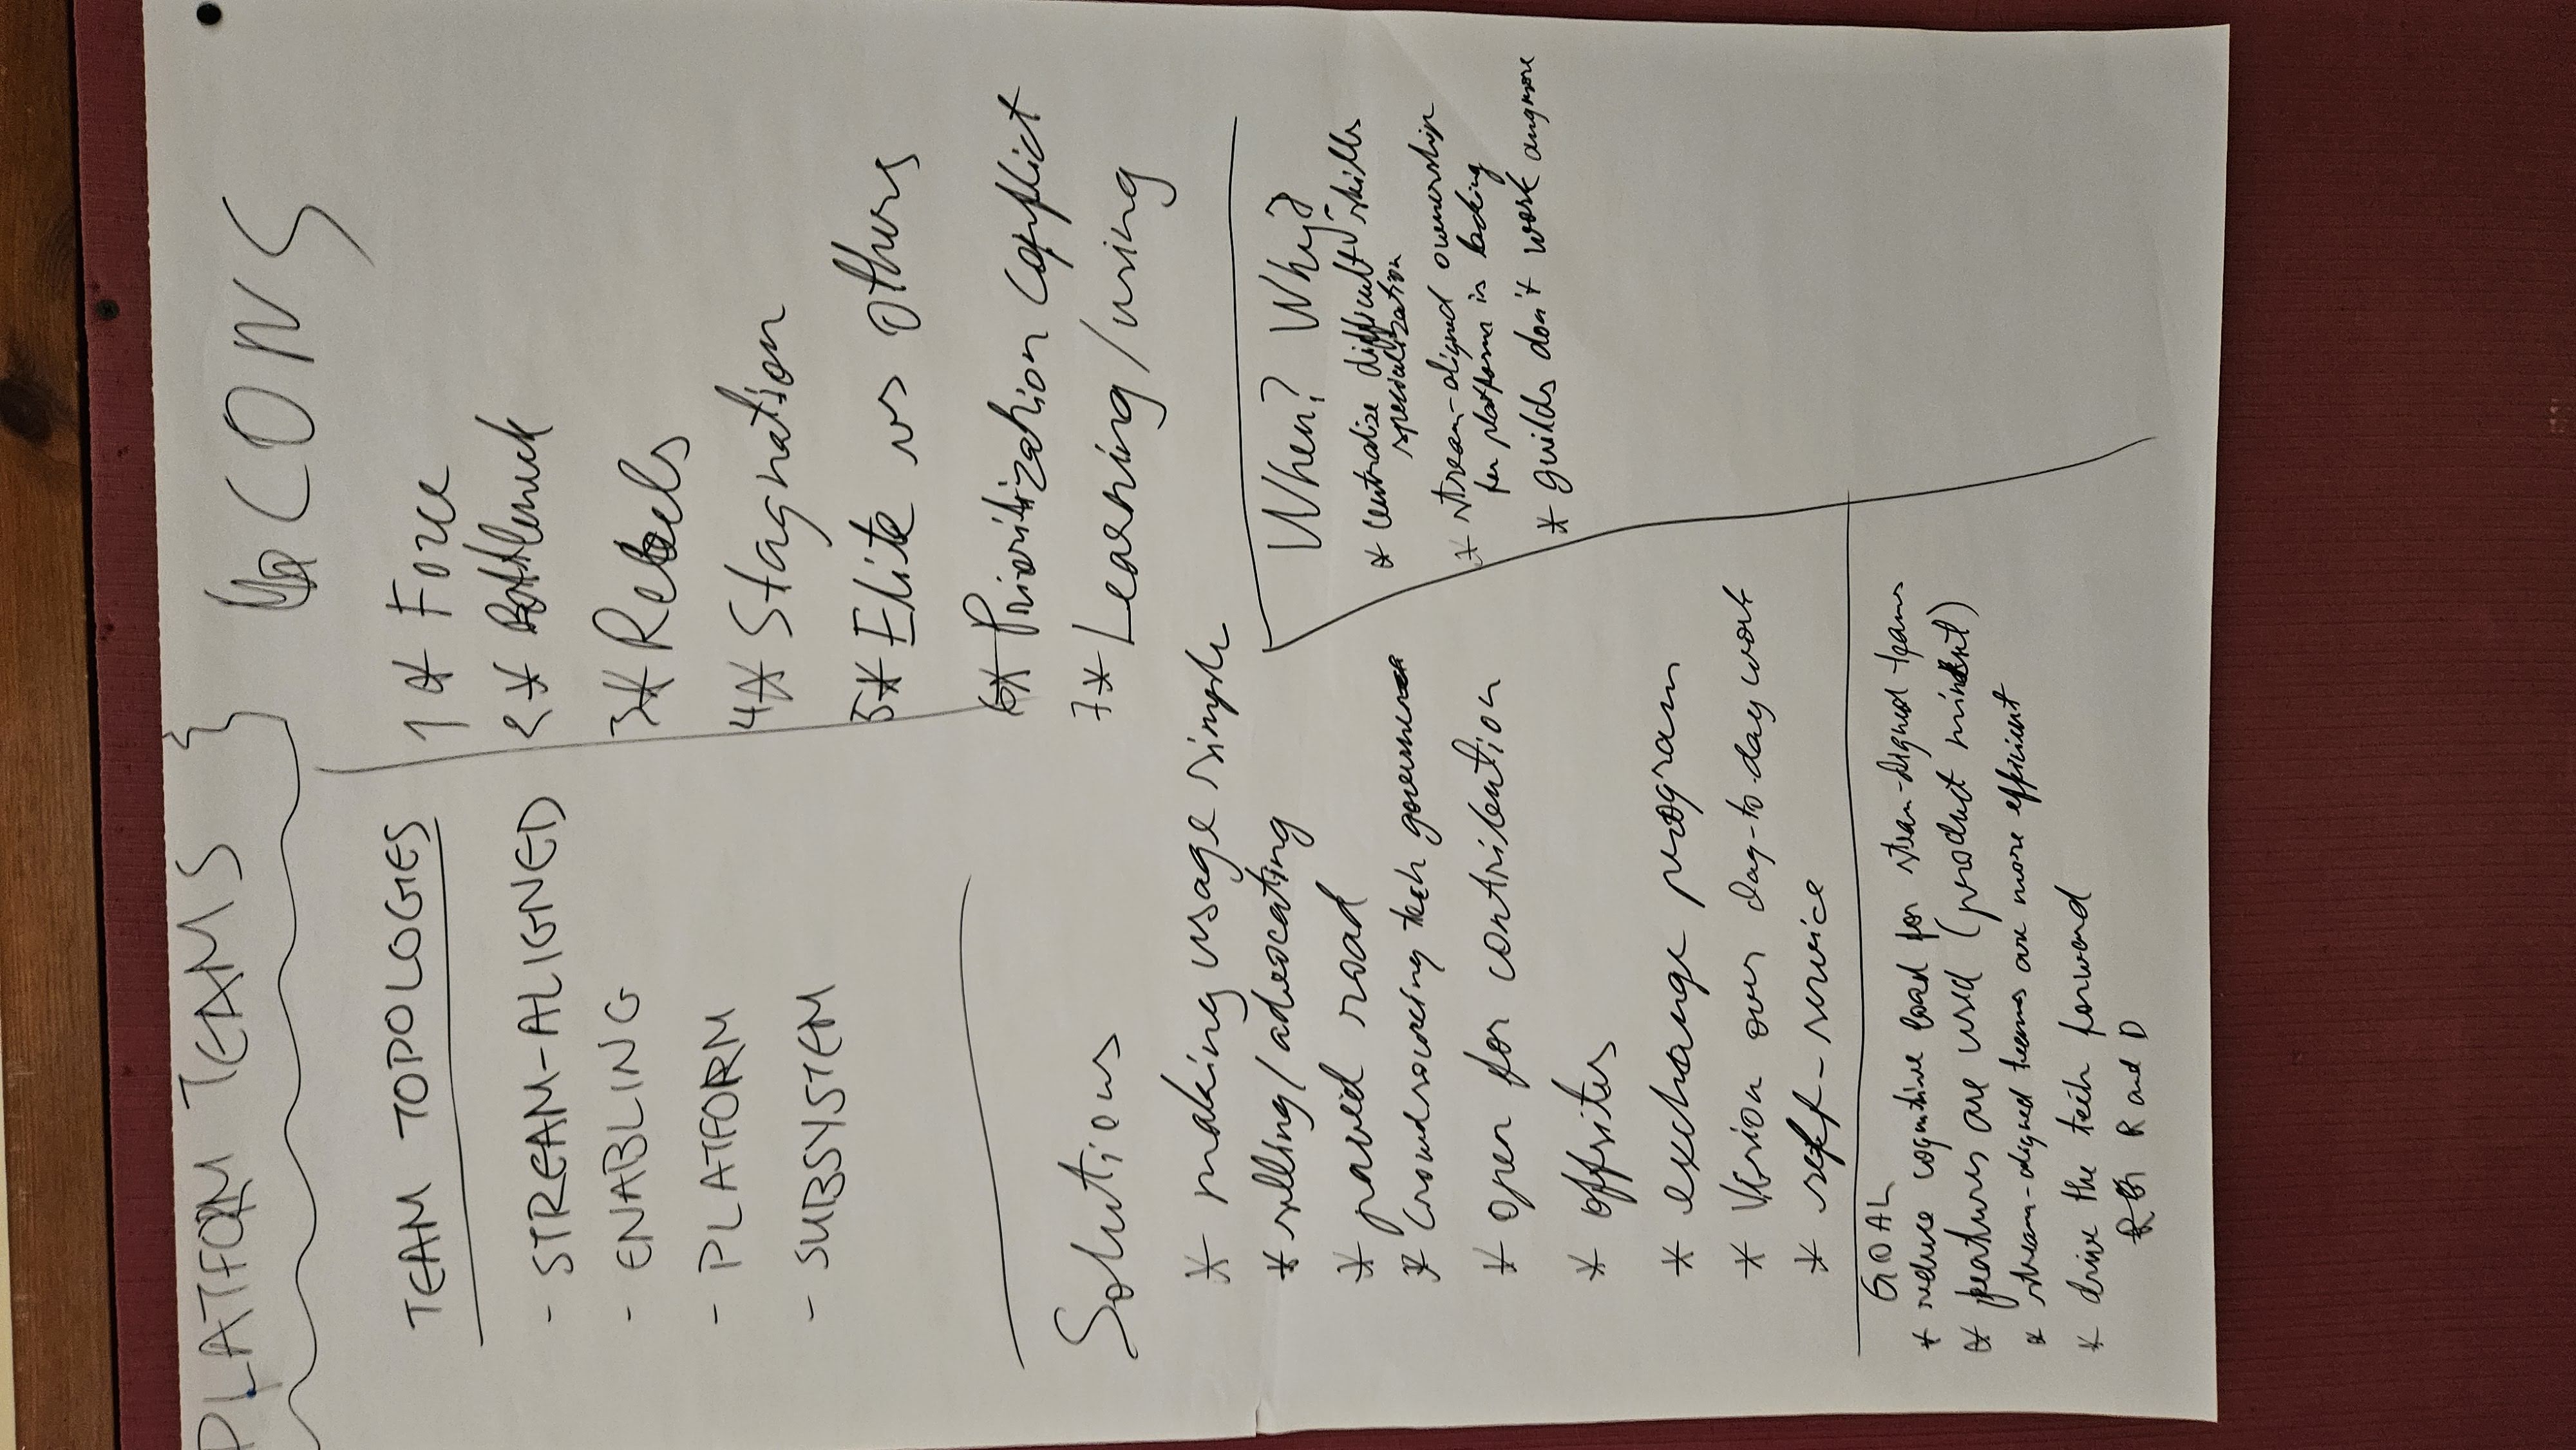 PLATFORM TEAMS
TEAM TOPOLOGIES
- STREAM-ALIGNED
- ENABLING
- PLATFORM
- SUBSYSTEM
CONS
1 * Force
2 * Bottleneck
3 * Rebels
4 * Stagnation
5 * Elite vs others
6 * Prioritization conflict
7 * Learning / using
Solutions
* making usage simple
* selling / advocating
* paved road
* Crowdsourcing tech governance
* open for contribution
* offsites
* exchange program
* Vision over day-to-day work
* self-service
When? Why?
* centralize difficult skills
specialization
* stream-aligned ownership
for platforms is lacking
* guilds don't work anymore
GOAL
* reduce cognitive load for steam-aligned teams
* features are used (product mindset)
* stream-aligned teams are more efficient
* drive the tech forward
R and D